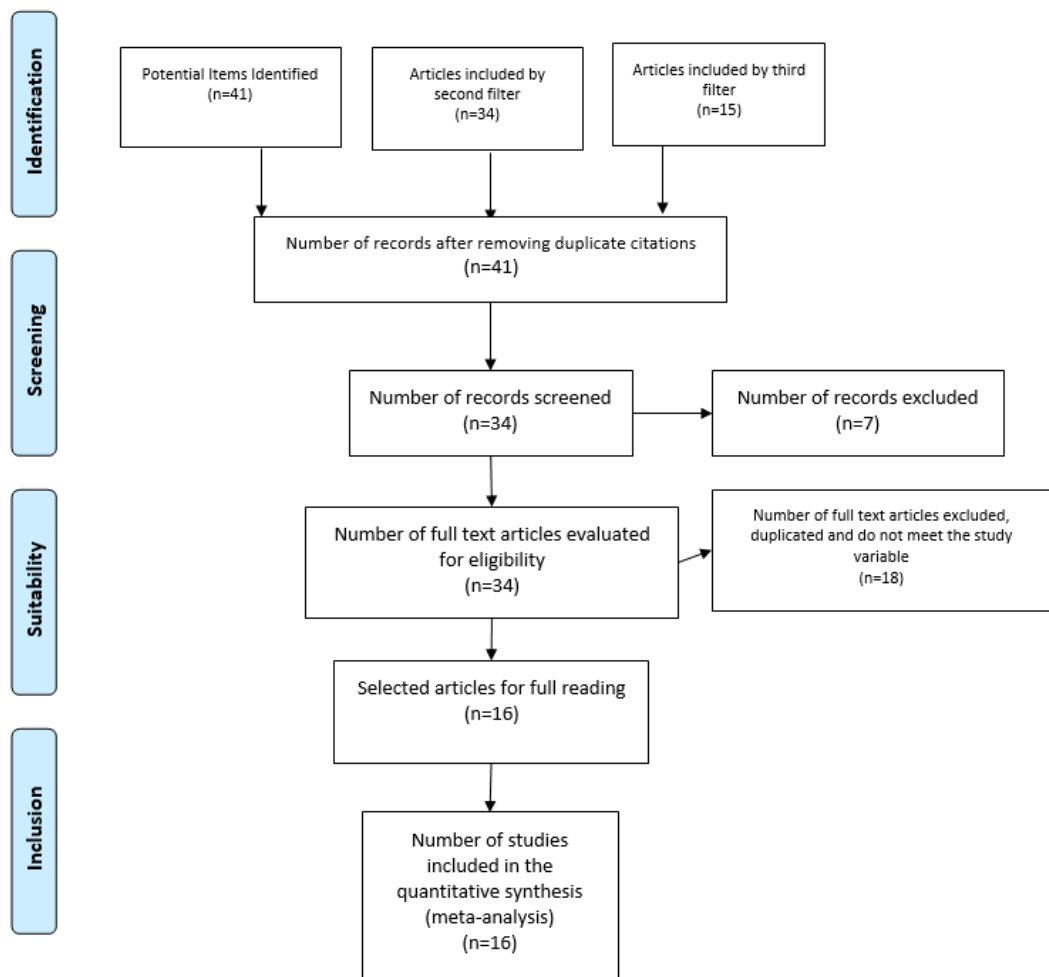 Identification
Potential Items Identified
(n=41)
Articles included by
second filter
(n=34)
Articles included by third
filter
(n=15)
Number of records after removing duplicate citations
(n=41)
Screening
Number of records screened
(n=34)
Number of records excluded
(n=7)
Suitability
Number of full text articles evaluated
for eligibility
(n=34)
Number of full text articles excluded,
duplicated and do not meet the study
variable
(n=18)
Selected articles for full reading
(n=16)
Inclusion
Number of studies
included in the
quantitative synthesis
(meta-analysis)
(n=16)